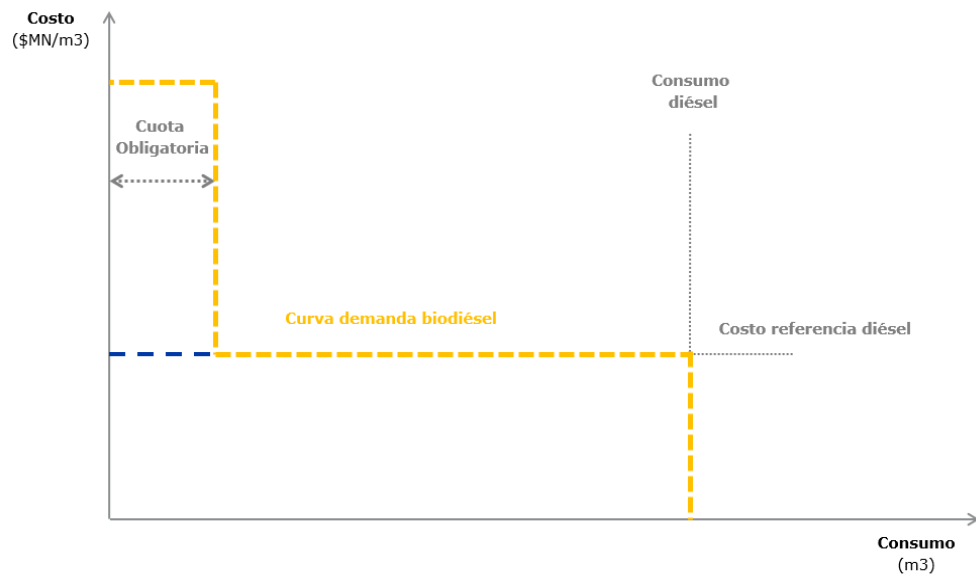 Costo
($MN/m3)
Consumo
diésel
Cuota
Obligatoria
Curva demanda biodiésel
Costo referencia diésel
Consumo
(m3)